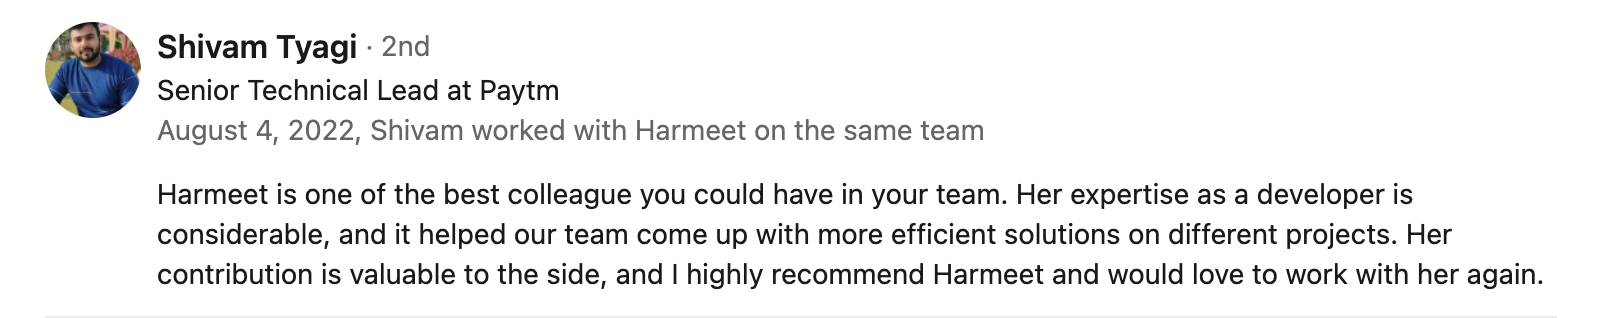 Shivam Tyagi · 2nd
Senior Technical Lead at Paytm
August 4, 2022, Shivam worked with Harmeet on the same team
Harmeet is one of the best colleague you could have in your team. Her expertise as a developer is
considerable, and it helped our team come up with more efficient solutions on different projects. Her
contribution is valuable to the side, and I highly recommend Harmeet and would love to work with her again.